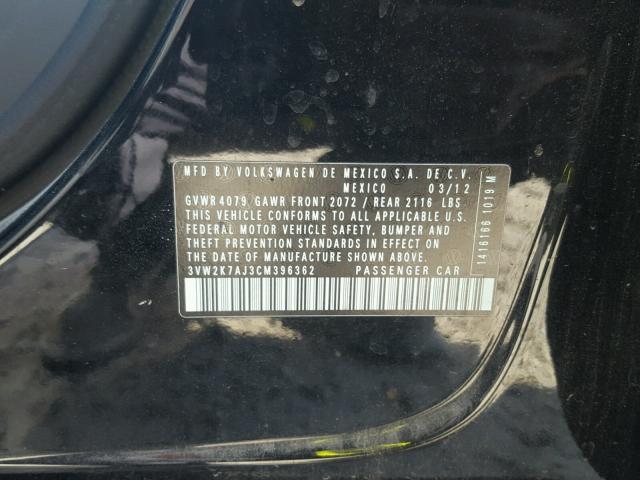 MFD BY VOLKSWAGEN DE MEXICO S.A. DE C.V.
MEXICO 03/12
GVWR 4079, GAWR FRONT 2072 / REAR 2116 LBS
THIS VEHICLE CONFORMS TO ALL APPLICABLE U.S.
FEDERAL MOTOR VEHICLE SAFETY, BUMPER AND
THEFT PREVENTION STANDARDS IN EFFECT ON
THE DATE OF MANUFACTURE SHOWN ABOVE.
3VW2K7AJ3CM396362 PASSENGER CAR
1416166 1019 M